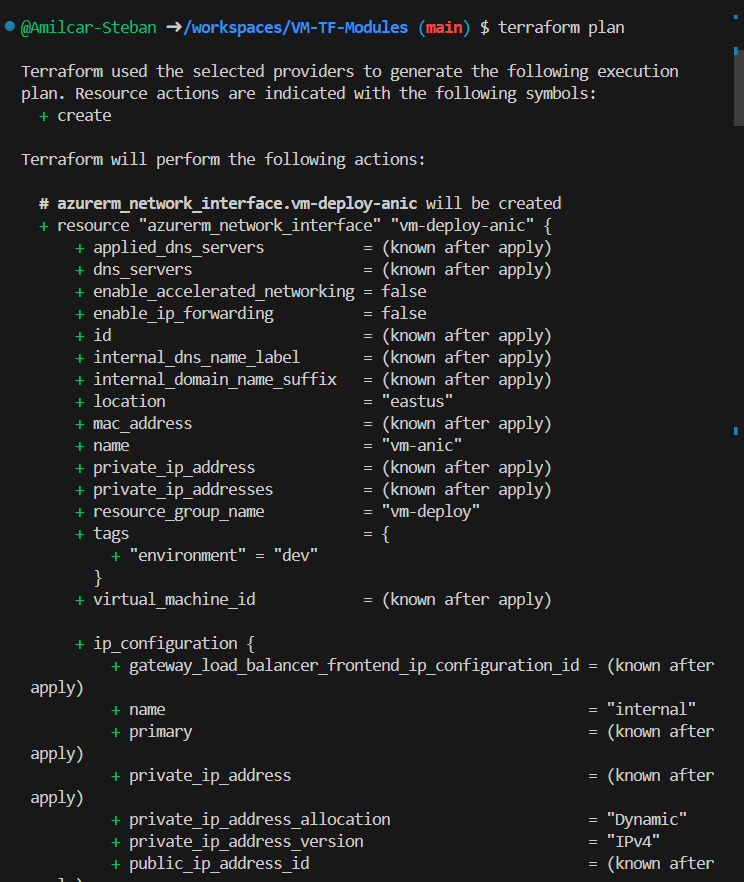 @Amilcar-Steban ➜/workspaces/VM-TF-Modules (main) $ terraform plan
Terraform used the selected providers to generate the following execution
plan. Resource actions are indicated with the following symbols:
+ create
Terraform will perform the following actions:
# azurerm_network_interface.vm-deploy-anic will be created
+ resource "azurerm_network_interface" "vm-deploy-anic" {
+ applied_dns_servers = (known after apply)
+ dns_servers = (known after apply)
+ enable_accelerated_networking = false
+ enable_ip_forwarding = false
+ id = (known after apply)
+ internal_dns_name_label = (known after apply)
+ internal_domain_name_suffix = (known after apply)
+ location = "eastus"
+ mac_address = (known after apply)
+ name = "vm-anic"
+ private_ip_address = (known after apply)
+ private_ip_addresses = (known after apply)
+ resource_group_name = "vm-deploy"
+ tags = {
+ "environment" = "dev"
}
+ virtual_machine_id = (known after apply)
+ ip_configuration {
+ gateway_load_balancer_frontend_ip_configuration_id = (known after
apply)
+ name = "internal"
+ primary = (known after
apply)
+ private_ip_address = (known after
apply)
+ private_ip_address_allocation = "Dynamic"
+ private_ip_address_version = "IPv4"
+ public_ip_address_id = (known after